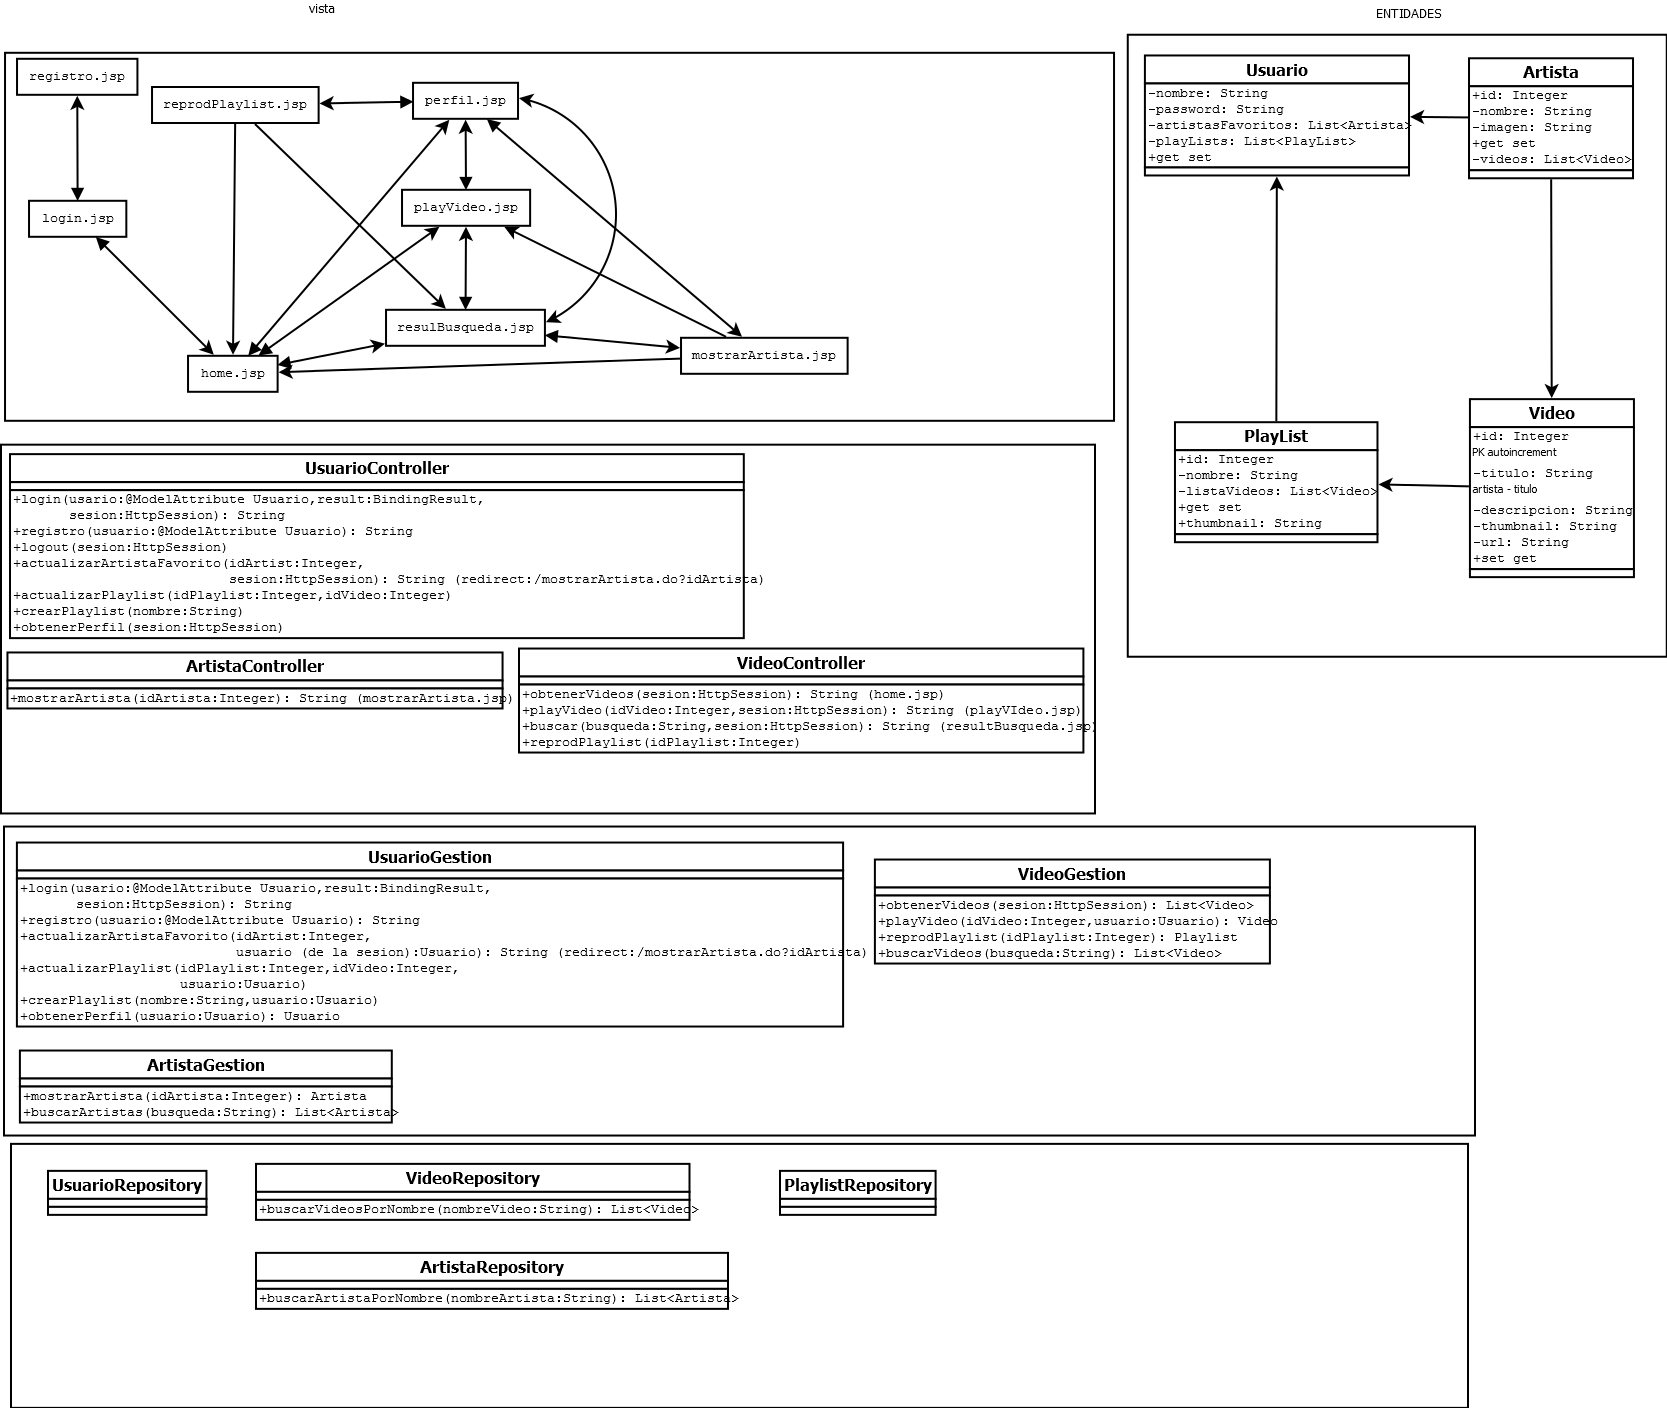 vista
ENTIDADES
registro.jsp
reprodPlaylist.jsp
perfil.jsp
login.jsp
playVideo.jsp
resulBusqueda.jsp
mostrarArtista.jsp
home.jsp
Usuario
-nombre: String
-password: String
-artistasFavoritos: List<Artista>
-playLists: List<PlayList>
+get set
Artista
+id: Integer
-nombre: String
-imagen: String
+get set
-videos: List<Video>
PlayList
+id: Integer
-nombre: String
-listaVideos: List<Video>
+get set
+thumbnail: String
Video
+id: Integer
PK autoincrement
-titulo: String
artista - titulo
-descripcion: String
-thumbnail: String
-url: String
+set get
UsuarioController
+login(usario:@ModelAttribute Usuario,result:BindingResult,
sesion:HttpSession): String
+registro(usuario:@ModelAttribute Usuario): String
+logout(sesion:HttpSession)
+actualizarArtistaFavorito(idArtist:Integer,
sesion:HttpSession): String (redirect:/mostrarArtista.do?idArtista)
+actualizarPlaylist(idPlaylist:Integer,idVideo:Integer)
+crearPlaylist(nombre:String)
+obtenerPerfil(sesion:HttpSession)
ArtistaController
+mostrarArtista(idArtista:Integer): String (mostrarArtista.jsp)
VideoController
+obtenerVideos(sesion:HttpSession): String (home.jsp)
+playVideo(idVideo:Integer,sesion:HttpSession): String (playVIdeo.jsp)
+buscar(busqueda:String,sesion:HttpSession): String (resultBusqueda.jsp)
+reprodPlaylist(idPlaylist:Integer)
UsuarioGestion
+login(usario:@ModelAttribute Usuario,result:BindingResult,
sesion:HttpSession): String
+registro(usuario:@ModelAttribute Usuario): String
+actualizarArtistaFavorito(idArtist:Integer,
usuario (de la sesion):Usuario): String (redirect:/mostrarArtista.do?idArtista)
+actualizarPlaylist(idPlaylist:Integer,idVideo:Integer,
usuario:Usuario)
+crearPlaylist(nombre:String,usuario:Usuario)
+obtenerPerfil(usuario:Usuario): Usuario
VideoGestion
+obtenerVideos(sesion:HttpSession): List<Video>
+playVideo(idVideo:Integer,usuario:Usuario): Video
+reprodPlaylist(idPlaylist:Integer): Playlist
+buscarVideos(busqueda:String): List<Video>
ArtistaGestion
+mostrarArtista(idArtista:Integer): Artista
+buscarArtistas(busqueda:String): List<Artista>
UsuarioRepository
VideoRepository
+buscarVideosPorNombre(nombreVideo:String): List<Video>
PlaylistRepository
ArtistaRepository
+buscarArtistaPorNombre(nombreArtista:String): List<Artista>